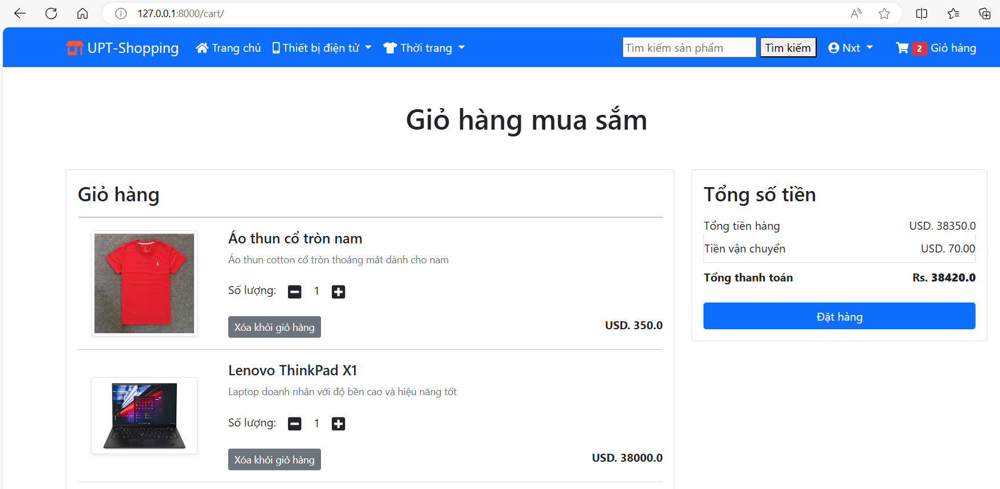 127.0.0.1:8000/cart/
UPT-Shopping Trang chủ Thiết bị điện tử Thời trang Tìm kiếm sản phẩm Tìm kiếm Nxt 2 Giỏ hàng
Giỏ hàng mua sắm
Giỏ hàng
Áo thun cổ tròn nam
Áo thun cotton cổ tròn thoáng mát dành cho nam
Số lượng: 1
Xóa khỏi giỏ hàng USD. 350.0
Lenovo ThinkPad X1
Laptop doanh nhân với độ bền cao và hiệu năng tốt
Số lượng: 1
Xóa khỏi giỏ hàng USD. 38000.0
Tổng số tiền
Tổng tiền hàng USD. 38350.0
Tiền vận chuyển USD. 70.00
Tổng thanh toán Rs. 38420.0
Đặt hàng